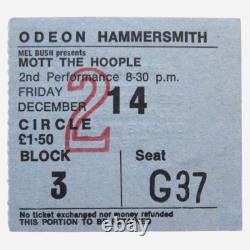 ODEON HAMMERSMITH
MEL BUSH presents
MOTT THE HOOPLE
2nd Performance 8-30 p.m.
FRIDAY
DECEMBER 14
CIRCLE
£1·50
2
BLOCK Seat
3 G37
No ticket exchanged nor money refunded
THIS PORTION TO BE RETAINED